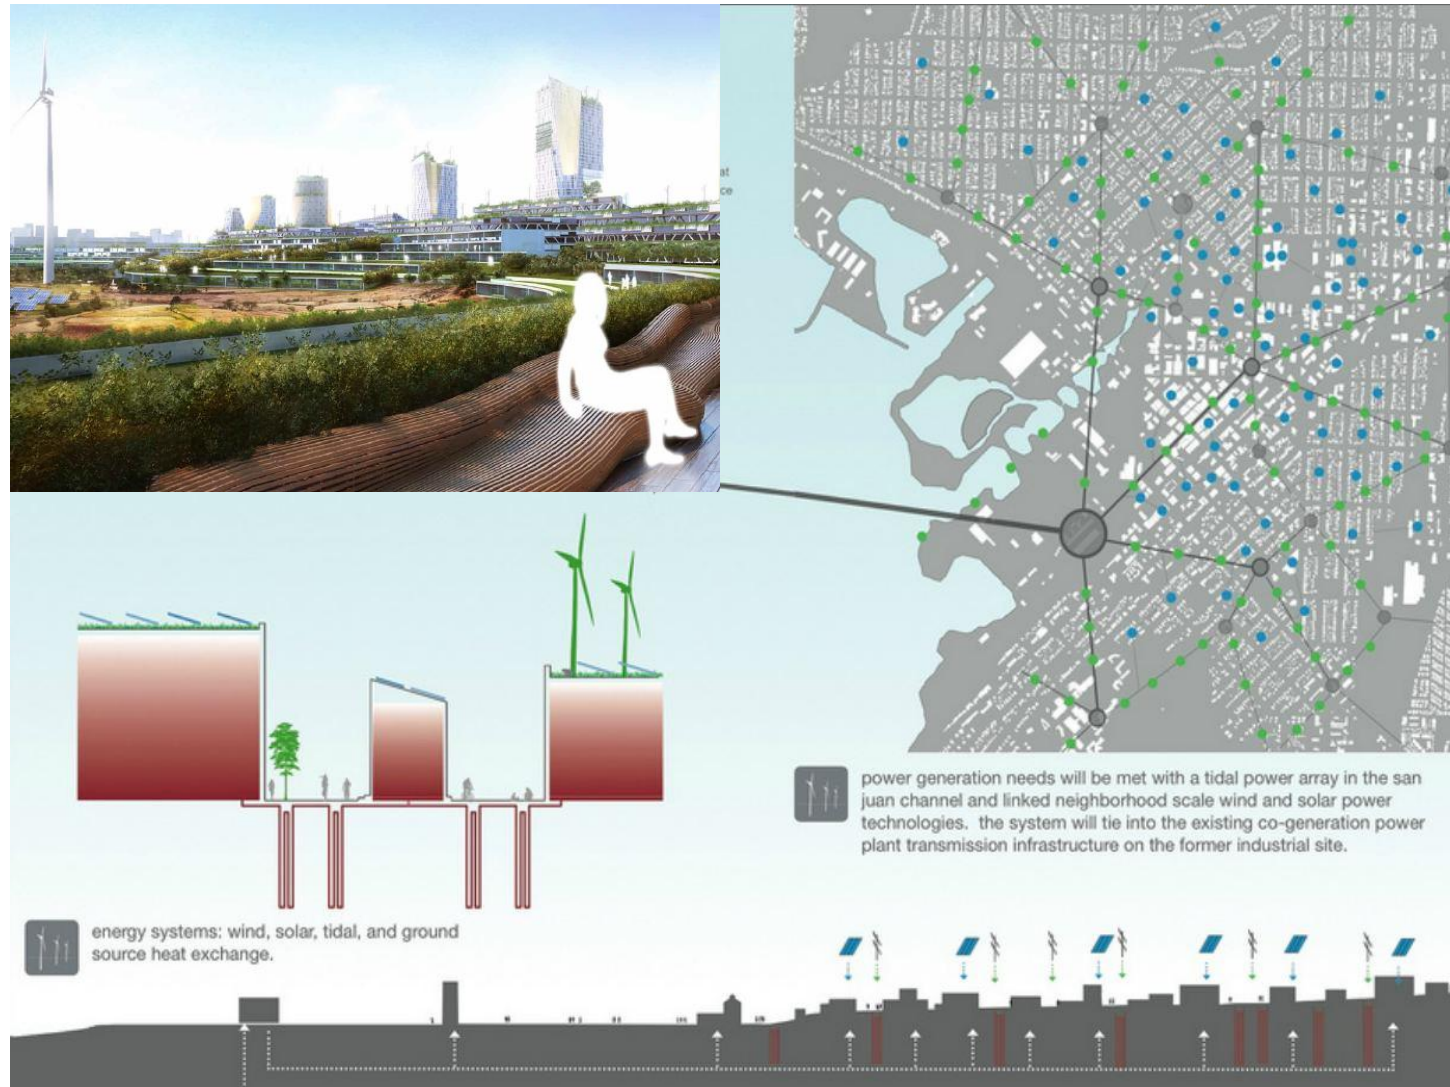 at
ce
power generation needs will be met with a tidal power array in the san
juan channel and linked neighborhood scale wind and solar power
technologies. the system will tie into the existing co-generation power
plant transmission infrastructure on the former industrial site.
energy systems: wind, solar, tidal, and ground
source heat exchange.